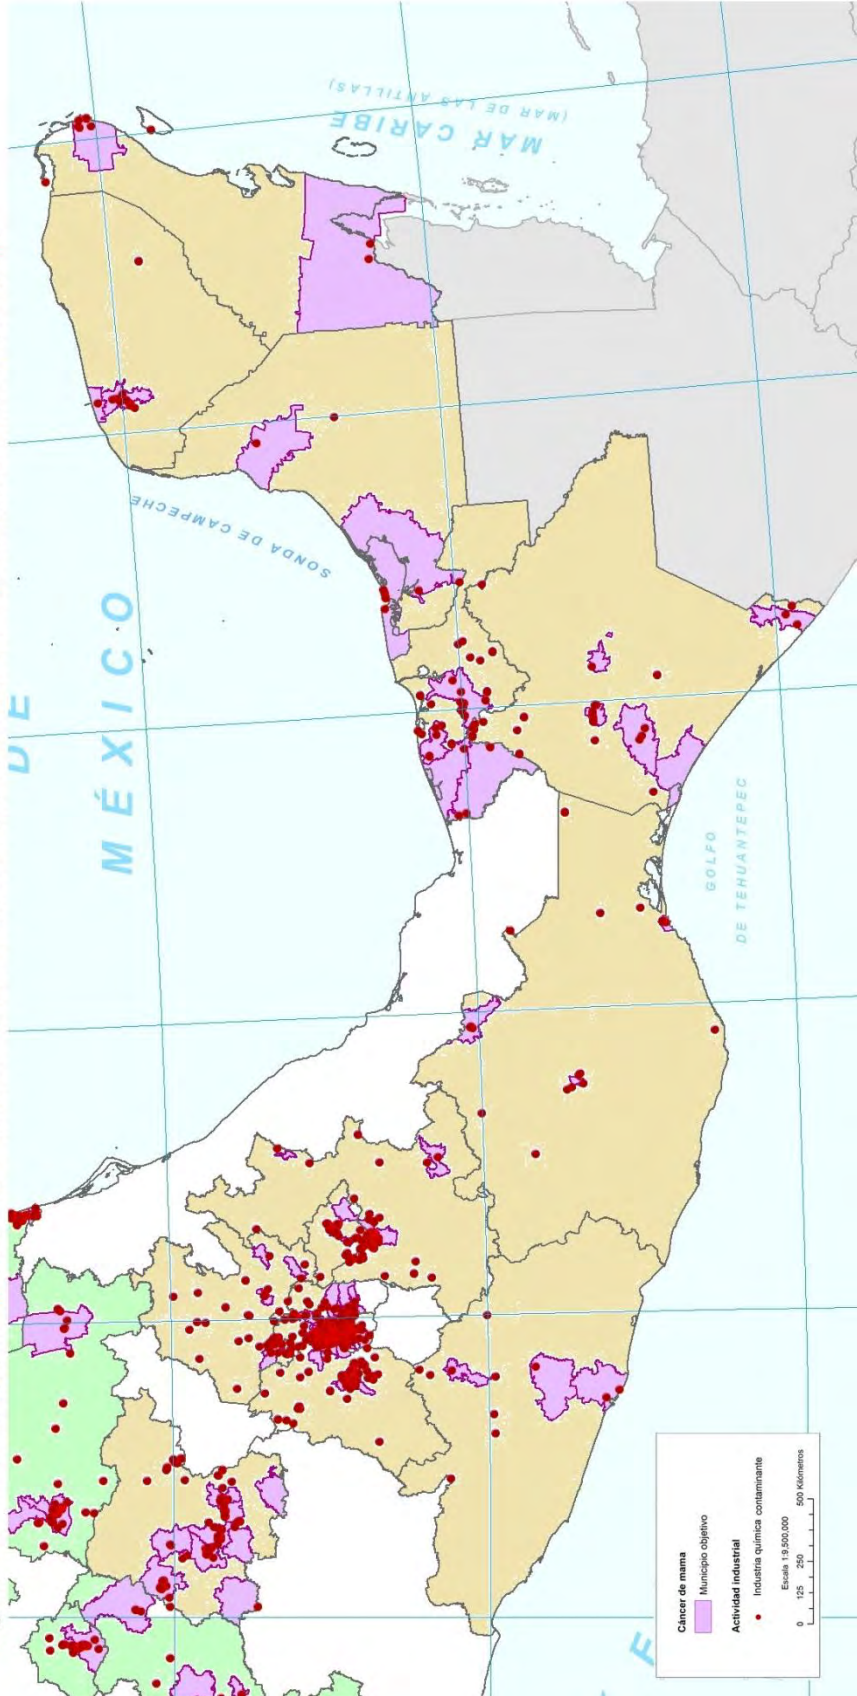 MAR CARIBE
(MAR DE LAS ANTILLAS)
SONDA DE CAMPECHE
DE
MÉXICO
GOLFO
DE TEHUANTEPEC
Cáncer de mama
Municipio objetivo
Actividad industrial
Industria química contaminante
Escala 1:9,500,000
0 125 250 500 Kilómetros